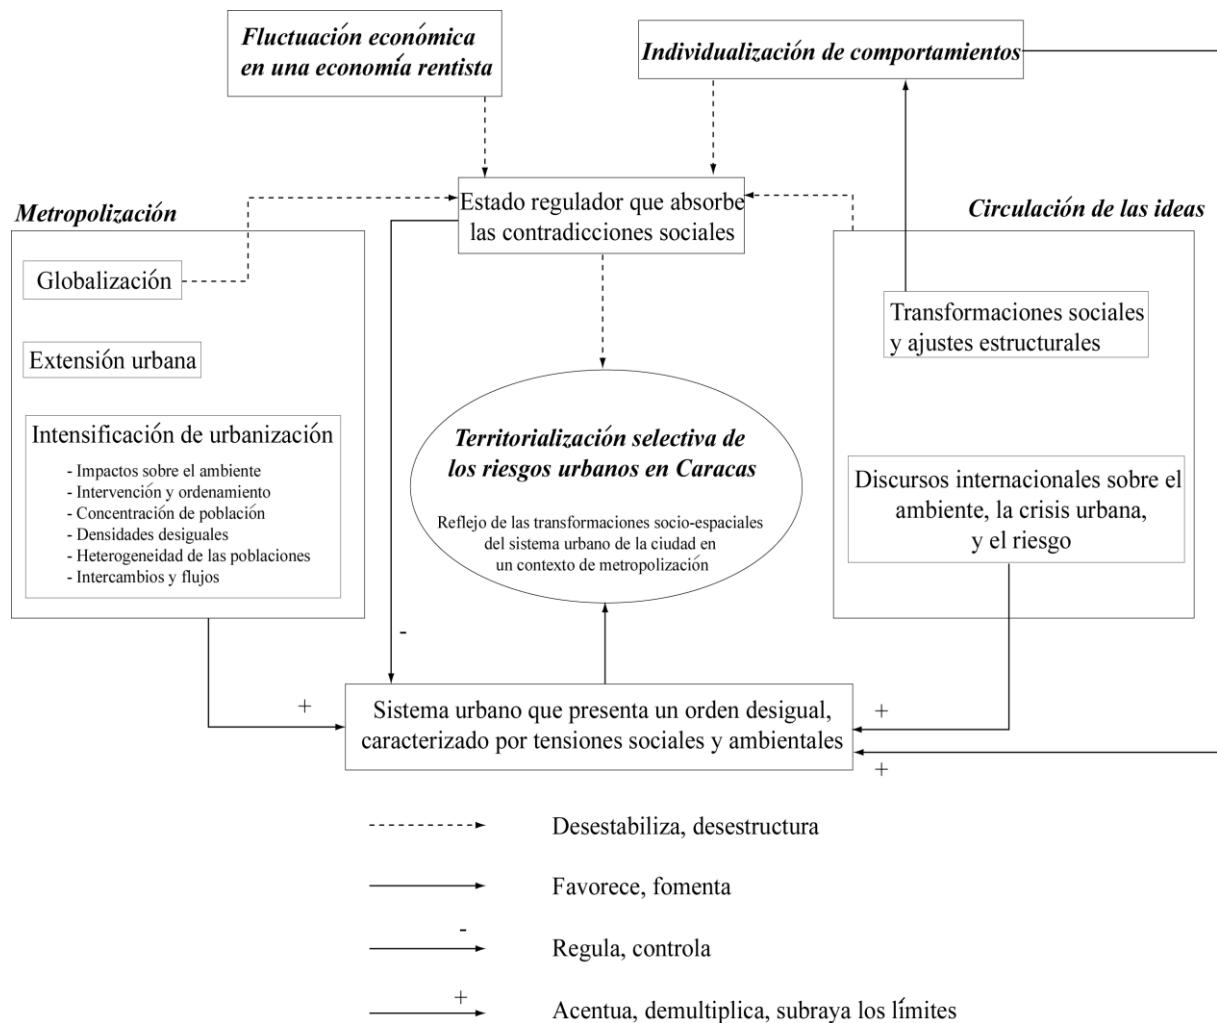 Fluctuación económica
en una economía rentista
Individualización de comportamientos
Estado regulador que absorbe
las contradicciones sociales
Metropolización
Globalización
Extensión urbana
Intensificación de urbanización
- Impactos sobre el ambiente
- Intervención y ordenamiento
- Concentración de población
- Densidades desiguales
- Heterogeneidad de las poblaciones
- Intercambios y flujos
Circulación de las ideas
Transformaciones sociales
y ajustes estructurales
Discursos internacionales sobre el
ambiente, la crisis urbana,
y el riesgo
Territorialización selectiva de
los riesgos urbanos en Caracas
Reflejo de las transformaciones socio-espaciales
del sistema urbano de la ciudad en
un contexto de metropolización
-
+
Sistema urbano que presenta un orden desigual,
caracterizado por tensiones sociales y ambientales
+
+
Desestabiliza, desestructura
Favorece, fomenta
-
Regula, controla
+
Acentua, demultiplica, subraya los límites